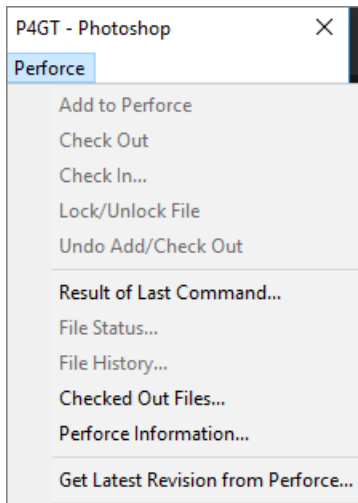 P4GT - Photoshop
Perforce
Add to Perforce
Check Out
Check In...
Lock/Unlock File
Undo Add/Check Out
Result of Last Command...
File Status...
File History...
Checked Out Files...
Perforce Information...
Get Latest Revision from Perforce...